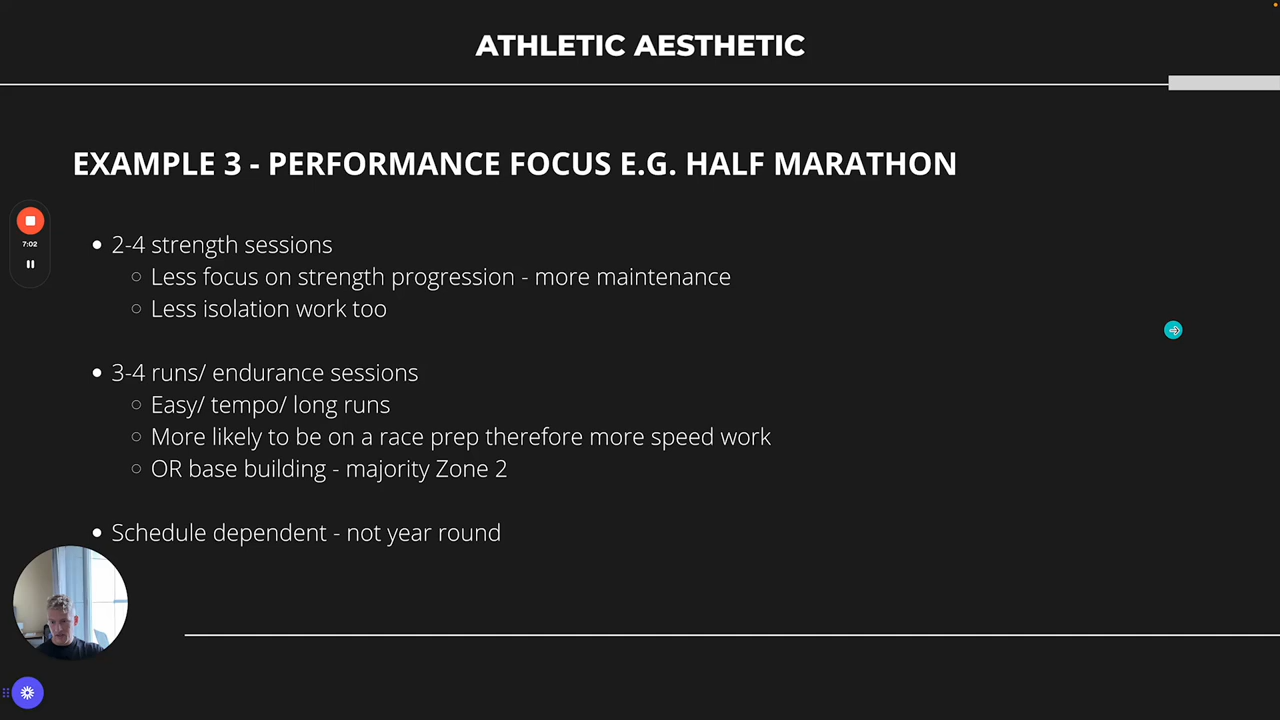 ATHLETIC AESTHETIC
EXAMPLE 3 - PERFORMANCE FOCUS E.G. HALF MARATHON
• 2-4 strength sessions
○ Less focus on strength progression - more maintenance
○ Less isolation work too
7:02
• 3-4 runs/ endurance sessions
○ Easy/ tempo/ long runs
○ More likely to be on a race prep therefore more speed work
○ OR base building - majority Zone 2
• Schedule dependent - not year round